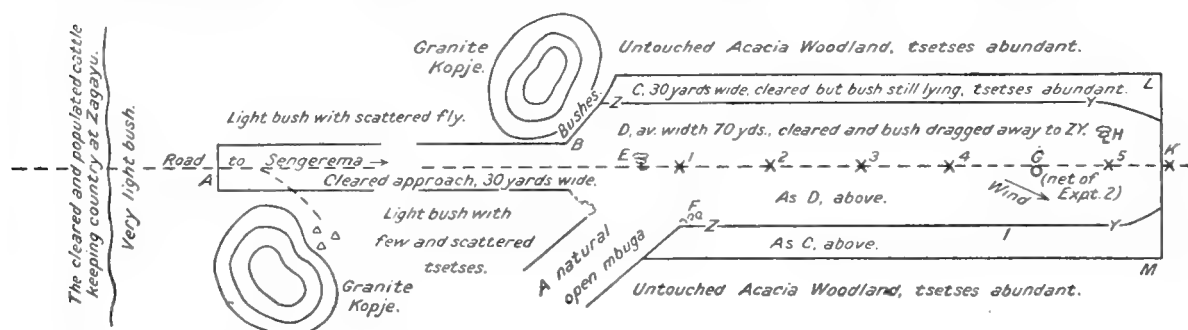 The cleared and populated cattle
keeping country at Zagayu.
Very light bush.
Granite
Kopje.
Untouched Acacia Woodland, tsetses abundant.
L
C. 30 yards wide, cleared but bush still lying, tsetses abundant.
Z
Y
Bushes.
Light bush with scattered fly.
B
D, av. width 70 yds., cleared and bush dragged away to ZY.
H
Road to Sengerema →
E
1
2
3
4
G
5
K
A
Cleared approach, 30 yards wide.
(net of
Expt. 2)
Wind
As D, above.
Light bush with
few and scattered
tsetses.
F
Z
I
Y
As C, above.
A natural
open mbuga
M
Granite
Kopje.
Untouched Acacia Woodland, tsetses abundant.